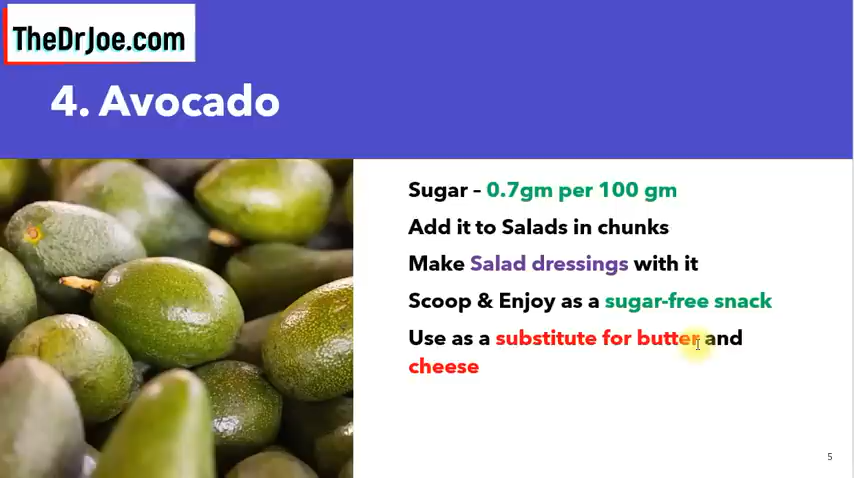 TheDrJoe.com
4. Avocado
Sugar – 0.7gm per 100 gm
Add it to Salads in chunks
Make Salad dressings with it
Scoop & Enjoy as a sugar-free snack
Use as a substitute for butter and
cheese
5